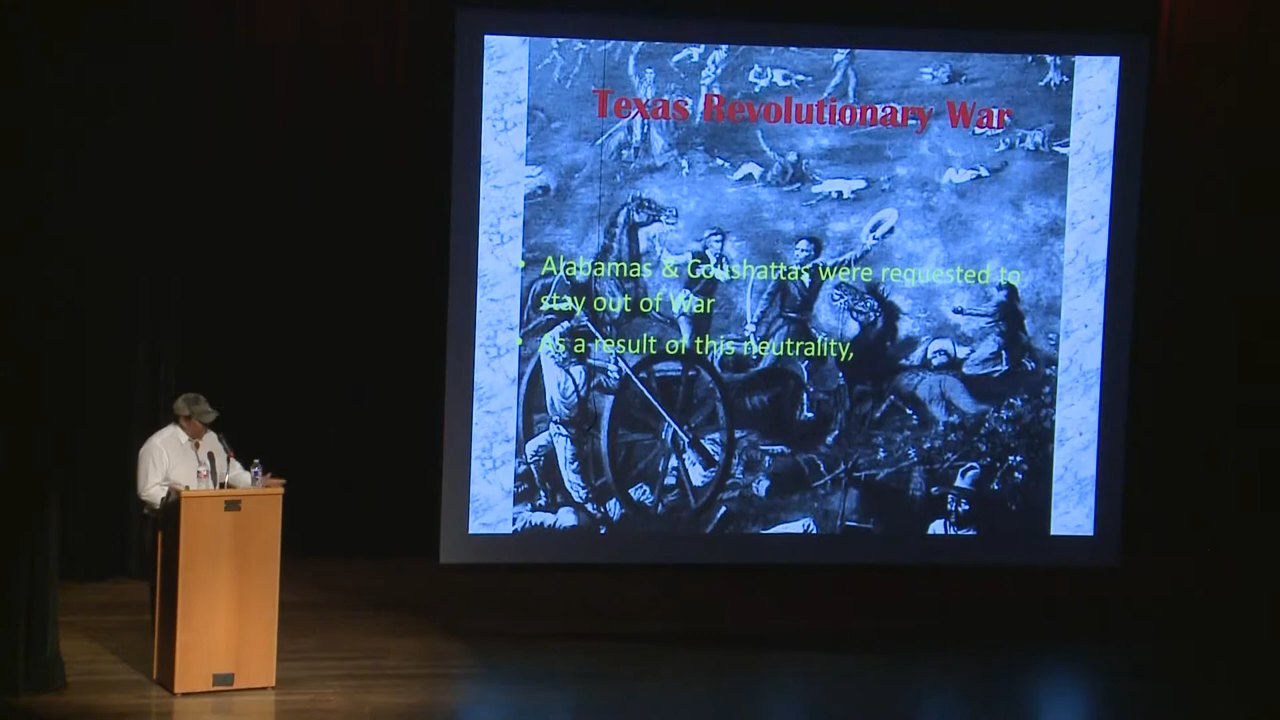 Texas Revolutionary War
• Alabamas & Coushattas were requested to
stay out of War
• As a result of this neutrality,